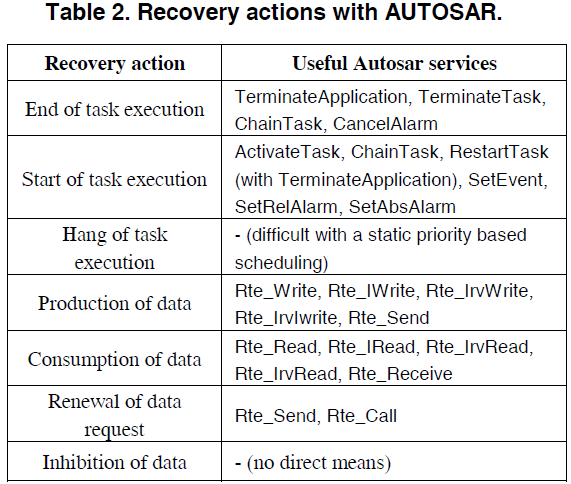 Table 2. Recovery actions with AUTOSAR.
Recovery action
Useful Autosar services
End of task execution
TerminateApplication, TerminateTask,
ChainTask, CancelAlarm
Start of task execution
ActivateTask, ChainTask, RestartTask
(with TerminateApplication), SetEvent,
SetRelAlarm, SetAbsAlarm
Hang of task
execution
- (difficult with a static priority based
scheduling)
Production of data
Rte_Write, Rte_IWrite, Rte_IrvWrite,
Rte_IrvIwrite, Rte_Send
Consumption of data
Rte_Read, Rte_IRead, Rte_IrvRead,
Rte_IrvRead, Rte_Receive
Renewal of data
request
Rte_Send, Rte_Call
Inhibition of data
- (no direct means)